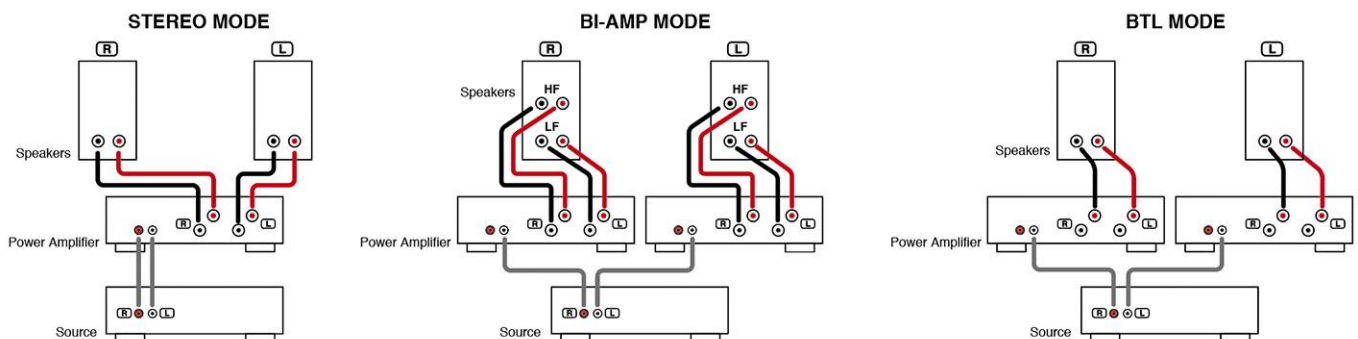 STEREO MODE
R
L
Speakers
R
L
Power Amplifier
R
L
Source
BI-AMP MODE
R
L
Speakers
HF
LF
HF
LF
R
L
R
L
Power Amplifier
R
L
Source
BTL MODE
R
L
Speakers
R
L
R
L
Power Amplifier
R
L
Source